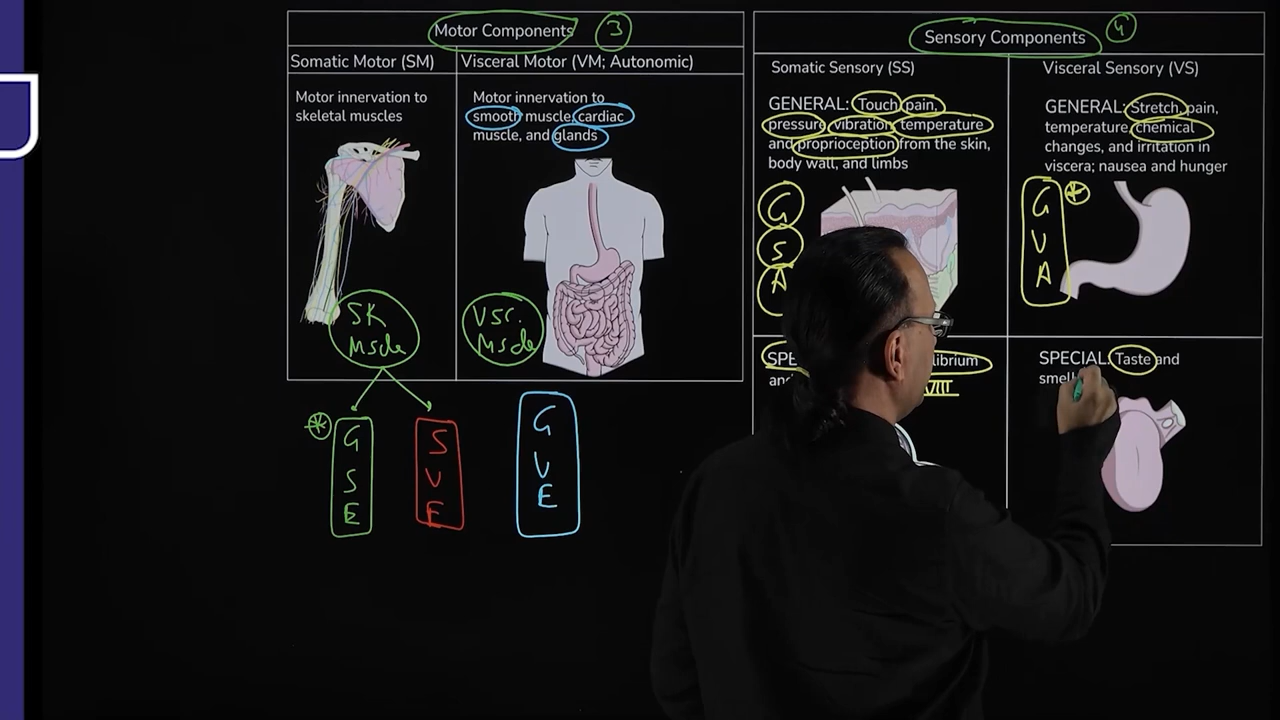 Motor Components 3
Somatic Motor (SM)
Motor innervation to
skeletal muscles
SK
Mscle
G
S
E
S
V
E
Visceral Motor (VM; Autonomic)
Motor innervation to
smooth muscle, cardiac
muscle, and glands
Vsc.
Mscle
G
V
E
Sensory Components 4
Somatic Sensory (SS)
GENERAL: Touch, pain,
pressure, vibration, temperature
and proprioception from the skin,
body wall, and limbs
G
S
A
VIII
Visceral Sensory (VS)
GENERAL: Stretch, pain,
temperature, chemical
changes, and irritation in
viscera; nausea and hunger
G
V
A
SPECIAL: Taste and